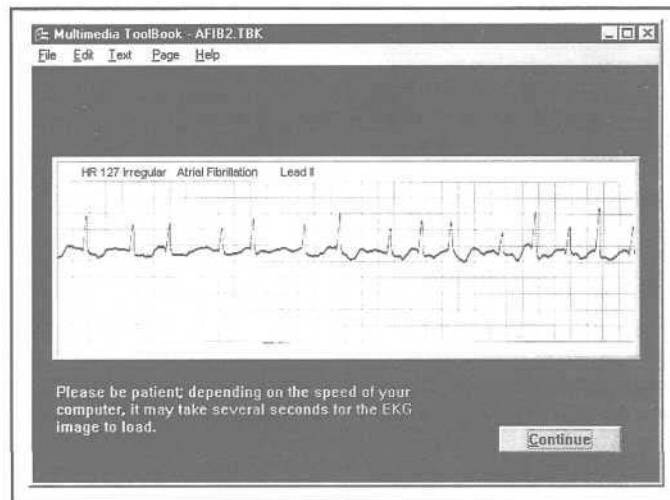 Multimedia ToolBook - AFIB2.TBK
File Edit Text Page Help
HR 127 Irregular Atrial Fibrillation Lead II
Please be patient; depending on the speed of your
computer, it may take several seconds for the EKG
image to load.
Continue